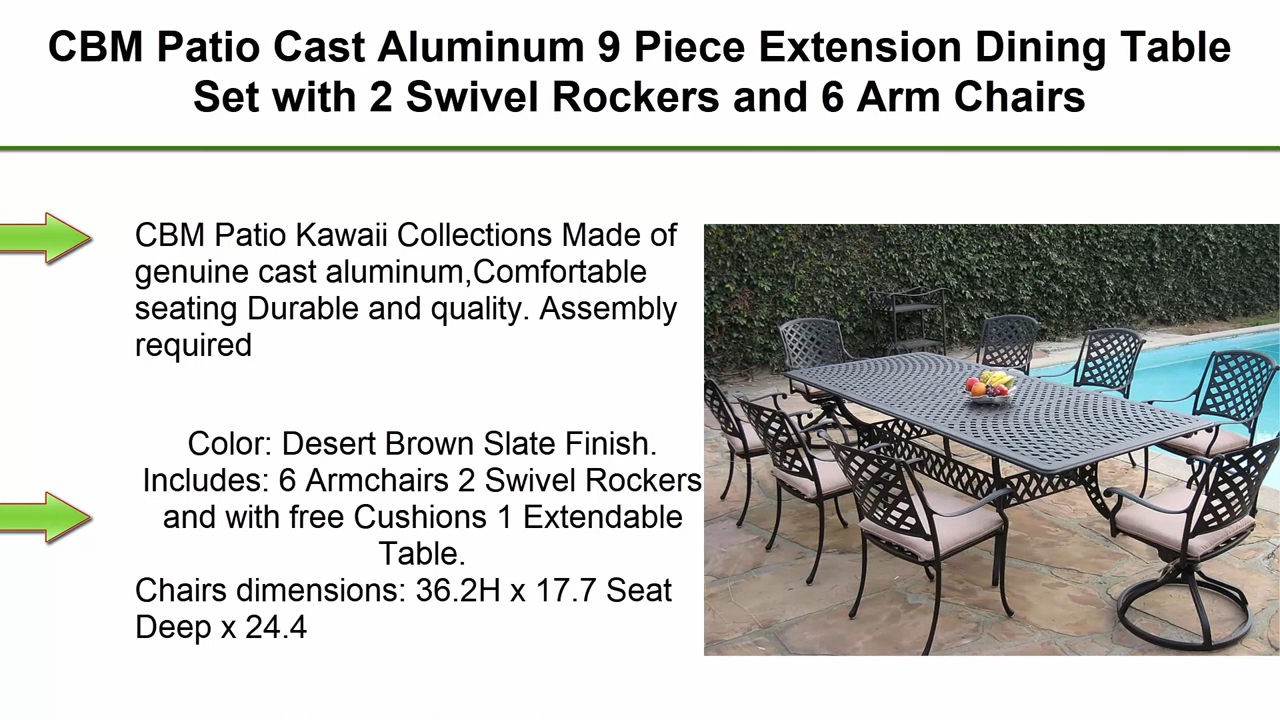 CBM Patio Cast Aluminum 9 Piece Extension Dining Table
Set with 2 Swivel Rockers and 6 Arm Chairs
CBM Patio Kawaii Collections Made of
genuine cast aluminum,Comfortable
seating Durable and quality. Assembly
required
Color: Desert Brown Slate Finish.
Includes: 6 Armchairs 2 Swivel Rockers
and with free Cushions 1 Extendable
Table.
Chairs dimensions: 36.2H x 17.7 Seat
Deep x 24.4